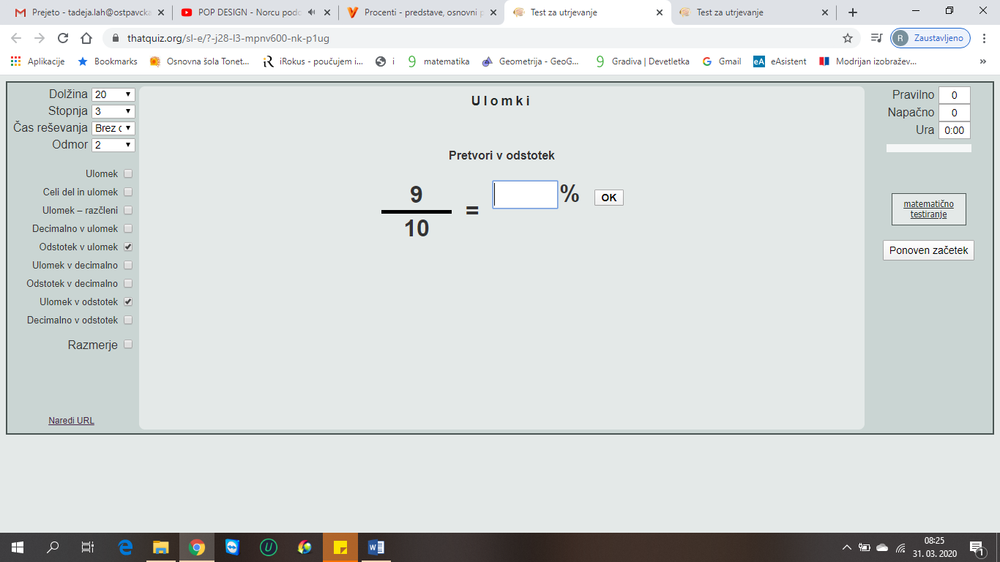 Prejeto - tadeja.lah@ostpavcka
POP DESIGN - Norcu podo
Procenti - predstave, osnovni p
Test za utrjevanje
Test za utrjevanje
thatquiz.org/sl-e/?-j28-l3-mpnv600-nk-p1ug
R Zaustavljeno
Aplikacije
Bookmarks
Osnovna šola Tonet...
iRokus - poučujem i...
i
matematika
Geometrija - GeoG...
Gradiva | Devetletka
Gmail
eAsistent
Modrijan izobražev...
»
Dolžina 20
Stopnja 3
Čas reševanja Brez č
Odmor 2
Ulomek
Celi del in ulomek
Ulomek – razčleni
Decimalno v ulomek
Odstotek v ulomek
Ulomek v decimalno
Odstotek v decimalno
Ulomek v odstotek
Decimalno v odstotek
Razmerje
Naredi URL
Ulomki
Pretvori v odstotek
9
10
= % OK
Pravilno 0
Napačno 0
Ura 0:00
matematično
testiranje
Ponoven začetek
08:25
31. 03. 2020
1